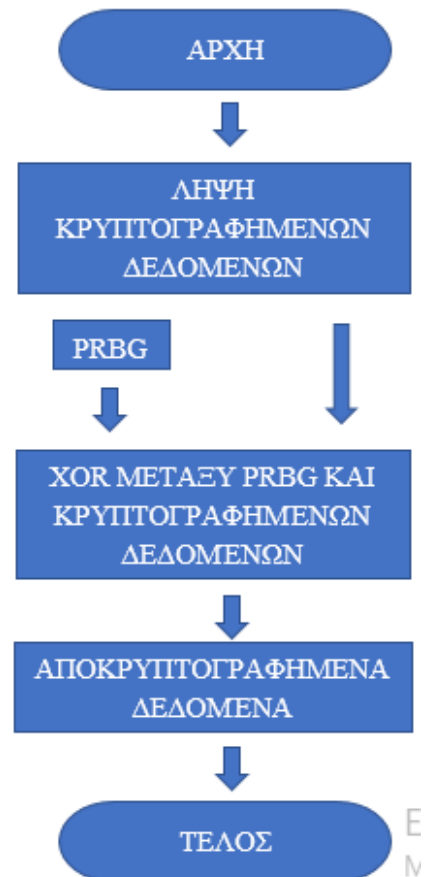 ΑΡΧΗ
ΛΗΨΗ
ΚΡΥΠΤΟΓΡΑΦΗΜΕΝΩΝ
ΔΕΔΟΜΕΝΩΝ
PRBG
XOR ΜΕΤΑΞΥ PRBG ΚΑΙ
ΚΡΥΠΤΟΓΡΑΦΗΜΕΝΩΝ
ΔΕΔΟΜΕΝΩΝ
ΑΠΟΚΡΥΠΤΟΓΡΑΦΗΜΕΝΑ
ΔΕΔΟΜΕΝΑ
ΤΕΛΟΣ